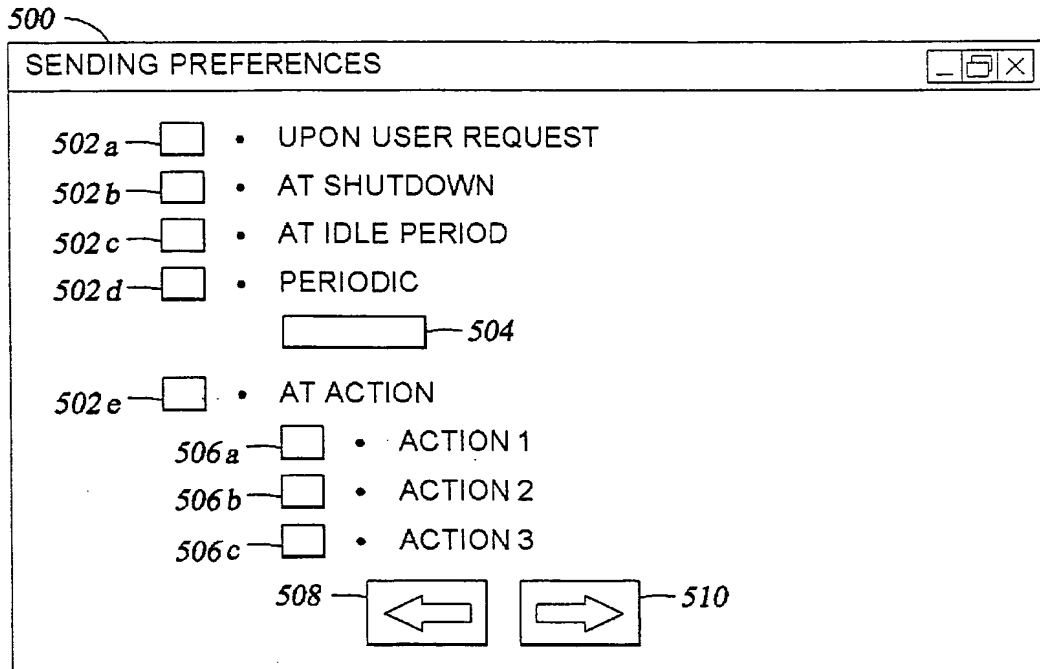 500
SENDING PREFERENCES
502a • UPON USER REQUEST
502b • AT SHUTDOWN
502c • AT IDLE PERIOD
502d • PERIODIC
504
502e • AT ACTION
506a • ACTION 1
506b • ACTION 2
506c • ACTION 3
508 510